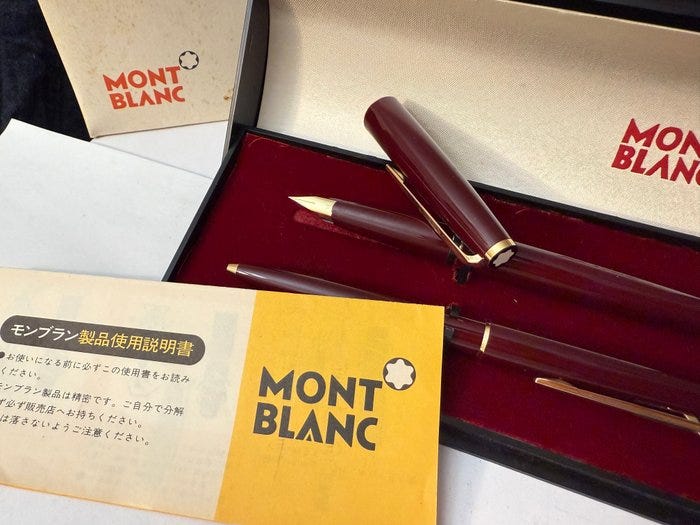 MONT
BLANC
MON
BLANC
モンブラン製品使用説明書
●お使いになる前に必ずこの使用書をお読み
ください。
モンブラン製品は精密です。ご自分で分解
ず必ず販売店へお持ちください。
は落さないようご注意ください。
MONT
BLANC